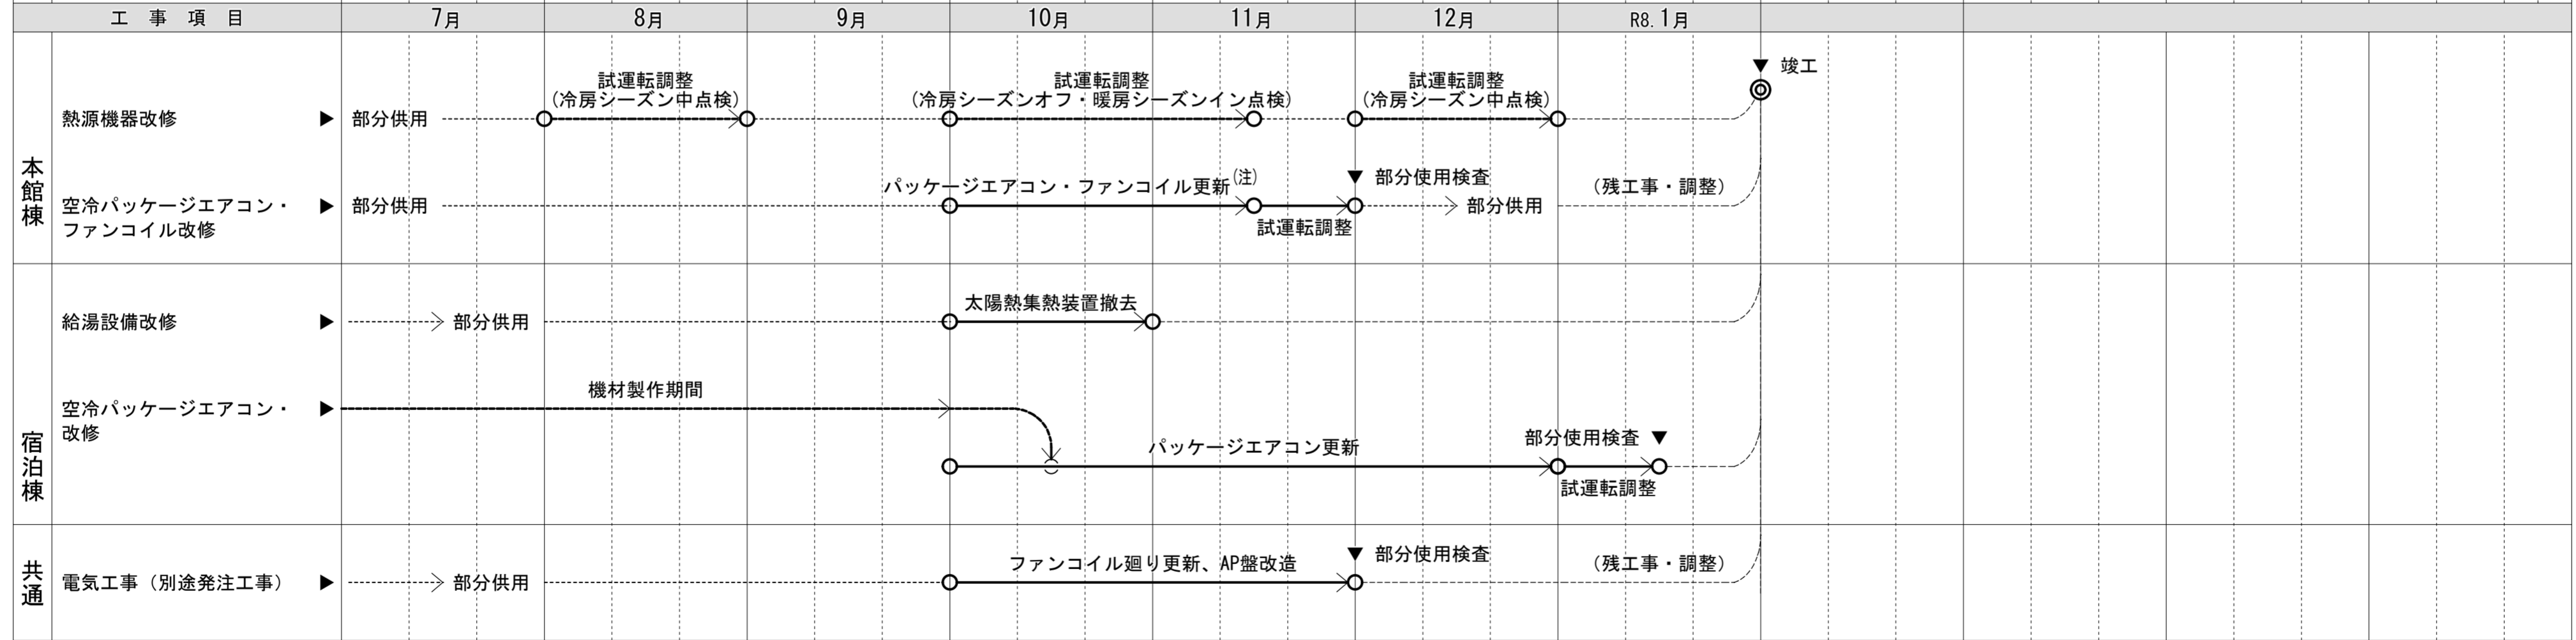 工 事 項 目 7月 8月 9月 10月 11月 12月 R8. 1月
本館棟
熱源機器改修 ▶ 部分供用
試運転調整
(冷房シーズン中点検)
試運転調整
(冷房シーズンオフ・暖房シーズンイン点検)
試運転調整
(冷房シーズン中点検)
▼ 竣工
空冷パッケージエアコン・
ファンコイル改修
▶ 部分供用
パッケージエアコン・ファンコイル更新(注)
試運転調整
▼ 部分使用検査
部分供用
(残工事・調整)
宿泊棟
給湯設備改修 ▶ 部分供用
太陽熱集熱装置撤去
空冷パッケージエアコン・
改修
▶
機材製作期間
パッケージエアコン更新
部分使用検査 ▼
試運転調整
共通
電気工事(別途発注工事) ▶ 部分供用
ファンコイル廻り更新、AP盤改造
▼ 部分使用検査
(残工事・調整)